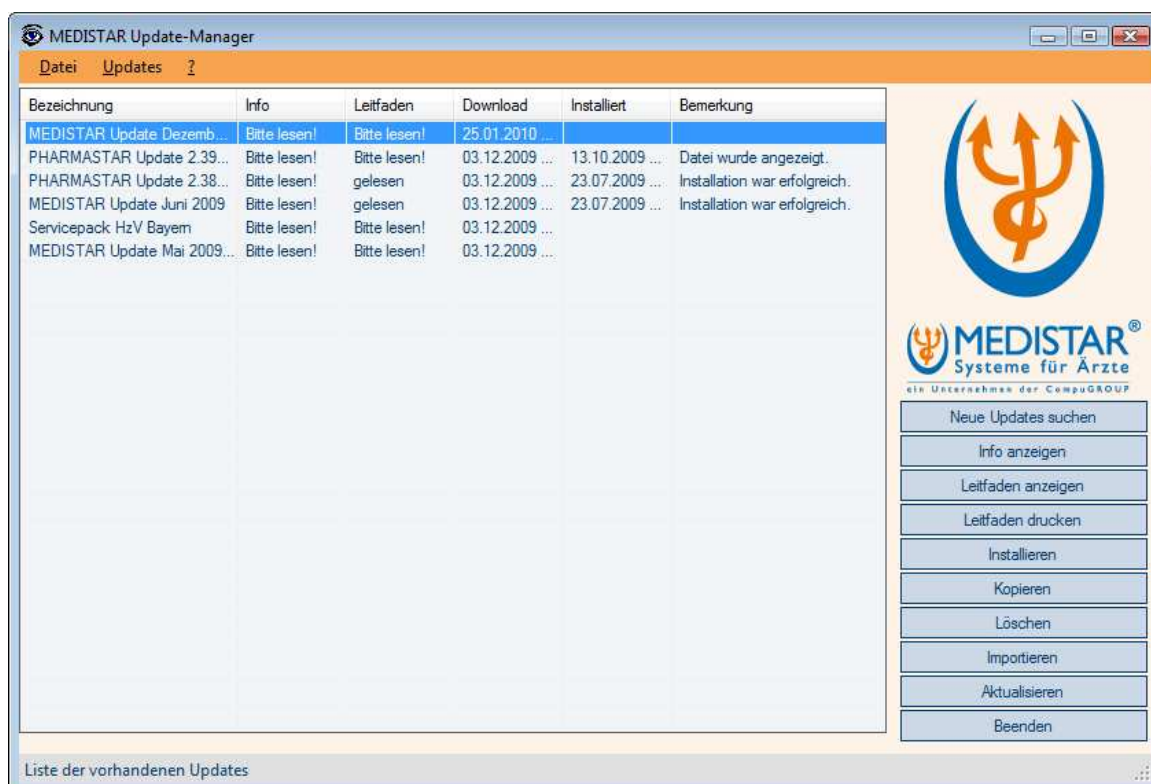 MEDISTAR Update-Manager
Datei Updates ?
Bezeichnung Info Leitfaden Download Installiert Bemerkung
MEDISTAR Update Dezemb... Bitte lesen! Bitte lesen! 25.01.2010 ...
PHARMASTAR Update 2.39... Bitte lesen! Bitte lesen! 03.12.2009 ... 13.10.2009 ... Datei wurde angezeigt.
PHARMASTAR Update 2.38... Bitte lesen! gelesen 03.12.2009 ... 23.07.2009 ... Installation war erfolgreich.
MEDISTAR Update Juni 2009 Bitte lesen! gelesen 03.12.2009 ... 23.07.2009 ... Installation war erfolgreich.
Servicepack HzV Bayern Bitte lesen! Bitte lesen! 03.12.2009 ...
MEDISTAR Update Mai 2009... Bitte lesen! Bitte lesen! 03.12.2009 ...
MEDISTAR®
Systeme für Ärzte
ein Unternehmen der CompuGROUP
Neue Updates suchen
Info anzeigen
Leitfaden anzeigen
Leitfaden drucken
Installieren
Kopieren
Löschen
Importieren
Aktualisieren
Beenden
Liste der vorhandenen Updates